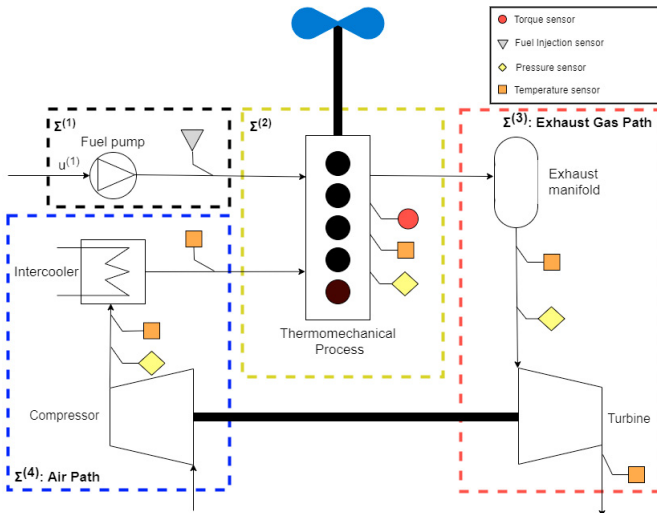 Torque sensor
Fuel Injection sensor
Pressure sensor
Temperature sensor
Σ(1)
Fuel pump
u(1)
Σ(2)
Σ(3): Exhaust Gas Path
Exhaust
manifold
Intercooler
Thermomechanical
Process
Compressor
Turbine
Σ(4): Air Path